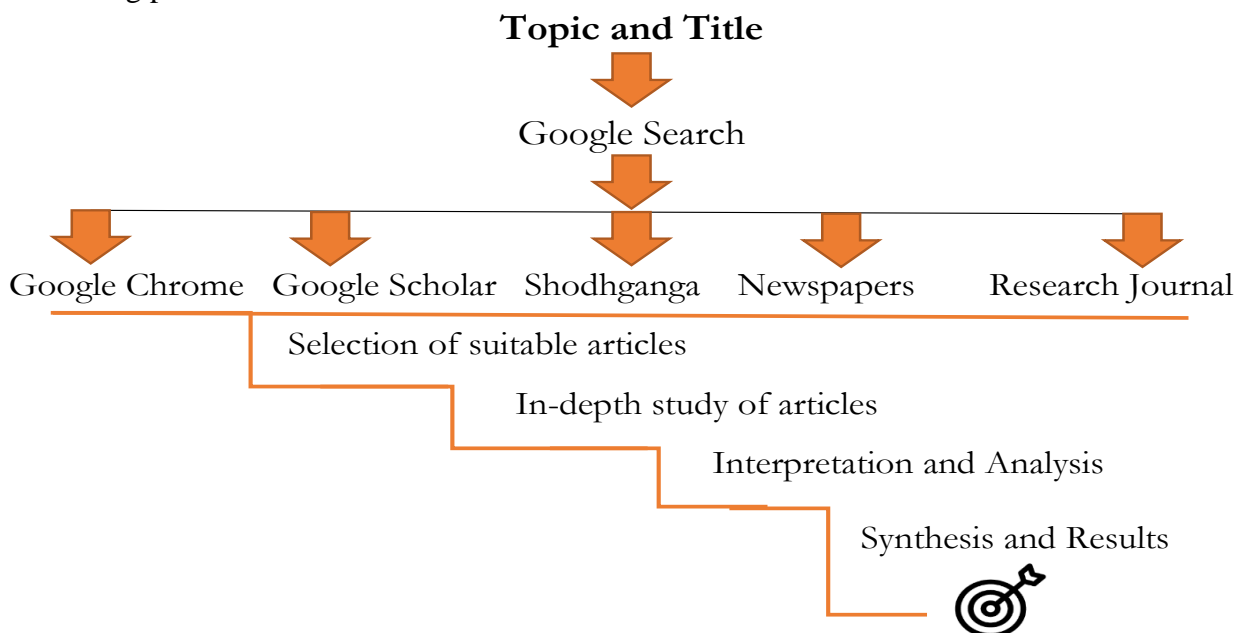 Topic and Title
Google Search
Google Chrome Google Scholar Shodhganga Newspapers Research Journal
Selection of suitable articles
In-depth study of articles
Interpretation and Analysis
Synthesis and Results